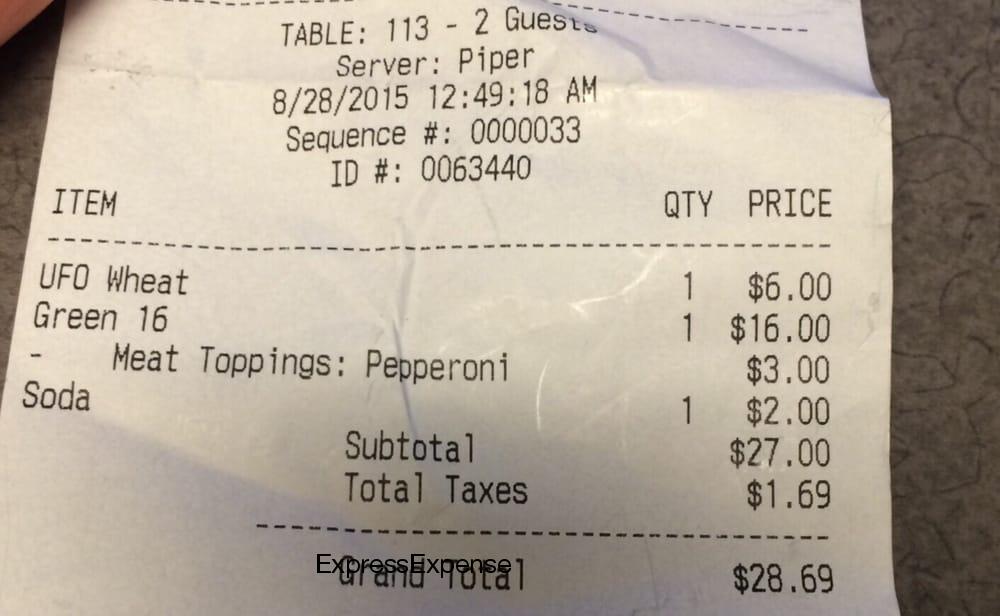 TABLE: 113 - 2 Guests
Server: Piper
8/28/2015 12:49:18 AM
Sequence #: 0000033
ID #: 0063440
ITEM QTY PRICE
UFO Wheat 1 $6.00
Green 16 1 $16.00
- Meat Toppings: Pepperoni $3.00
Soda 1 $2.00
Subtotal $27.00
Total Taxes $1.69
Grand Total $28.69
ExpressExpense